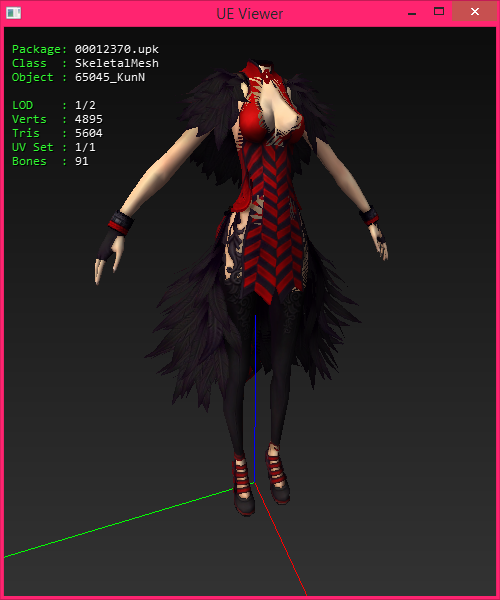 UE Viewer
Package: 00012370.upk
Class  : SkeletalMesh
Object : 65045_KunN
LOD    : 1/2
Verts  : 4895
Tris   : 5604
UV Set : 1/1
Bones  : 91